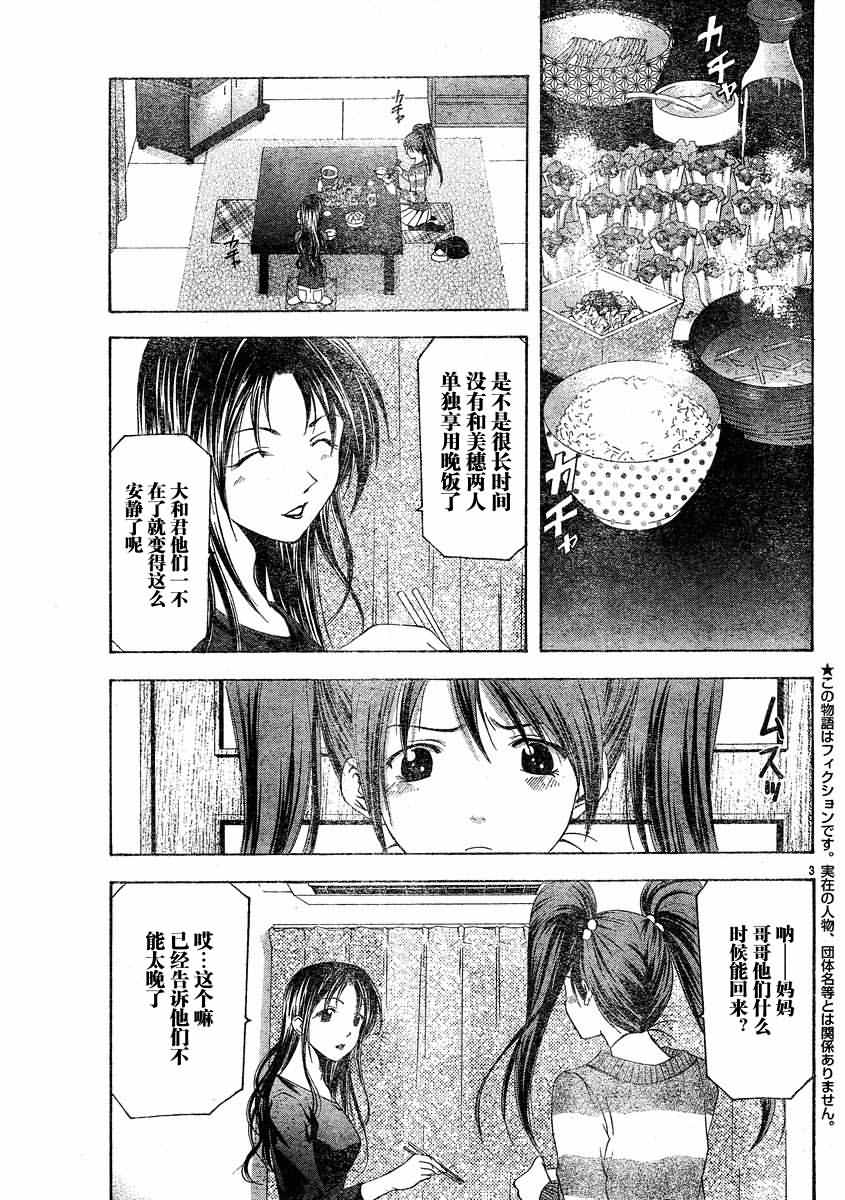 カチャ
カチャ
カチャ
カチャ
是不是很长时间
没有和美穗两人
单独享用晚饭了
大和君他们一不
在了就变得这么
安静了呢
ムスッ
呐——妈妈
哥哥他们什么
时候能回来？
哎…这个嘛
已经告诉他们不
能太晚了
3
★この物語はフィクションです。実在の人物、団体名等とは関係ありません。